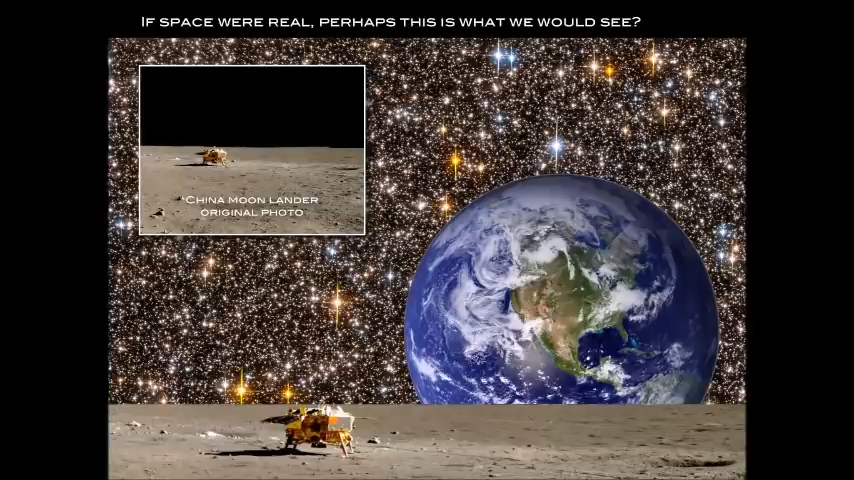 If space were real, perhaps this is what we would see?
*China moon lander
original photo